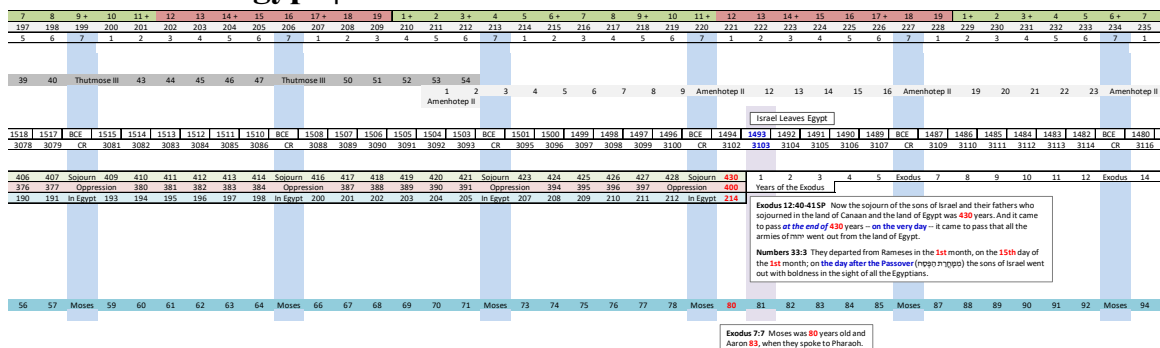 7 8 9 + 10 11 + 12 13 14 + 15 16 17 + 18 19 1 + 2 3 + 4 5 6 + 7 8 9 + 10 11 + 12 13 14 + 15 16 17 + 18 19 1 + 2 3 + 4 5 6 + 7
197 198 199 200 201 202 203 204 205 206 207 208 209 210 211 212 213 214 215 216 217 218 219 220 221 222 223 224 225 226 227 228 229 230 231 232 233 234 235
5 6 7 1 2 3 4 5 6 7 1 2 3 4 5 6 7 1 2 3 4 5 6 7 1 2 3 4 5 6 7 1 2 3 4 5 6 7 1
39 40 Thutmose III 43 44 45 46 47 Thutmose III 50 51 52 53 54
1 2 3 4 5 6 7 8 9 Amenhotep II 12 13 14 15 16 Amenhotep II 19 20 21 22 23 Amenhotep II
Amenhotep II
Israel Leaves Egypt
1518 1517 BCE 1515 1514 1513 1512 1511 1510 BCE 1508 1507 1506 1505 1504 1503 BCE 1501 1500 1499 1498 1497 1496 BCE 1494 1493 1492 1491 1490 1489 BCE 1487 1486 1485 1484 1483 1482 BCE 1480
3078 3079 CR 3081 3082 3083 3084 3085 3086 CR 3088 3089 3090 3091 3092 3093 CR 3095 3096 3097 3098 3099 3100 CR 3102 3103 3104 3105 3106 3107 CR 3109 3110 3111 3112 3113 3114 CR 3116
406 407 Sojourn 409 410 411 412 413 414 Sojourn 416 417 418 419 420 421 Sojourn 423 424 425 426 427 428 Sojourn 430 1 2 3 4 5 Exodus 7 8 9 10 11 12 Exodus 14
376 377 Oppression 380 381 382 383 384 Oppression 387 388 389 390 391 Oppression 394 395 396 397 Oppression 400 Years of the Exodus
190 191 In Egypt 193 194 195 196 197 198 In Egypt 200 201 202 203 204 205 In Egypt 207 208 209 210 211 212 In Egypt 214
Exodus 12:40-41 SP Now the sojourn of the sons of Israel and their fathers who
sojourned in the land of Canaan and the land of Egypt was 430 years. And it came
to pass at the end of 430 years -- on the very day -- it came to pass that all the
armies of יהוה went out from the land of Egypt.
Numbers 33:3 They departed from Rameses in the 1st month, on the 15th day of
the 1st month; on the day after the Passover (מִמָּחֳרַת הַפֶּסַח) the sons of Israel went
out with boldness in the sight of all the Egyptians.
56 57 Moses 59 60 61 62 63 64 Moses 66 67 68 69 70 71 Moses 73 74 75 76 77 78 Moses 80 81 82 83 84 85 Moses 87 88 89 90 91 92 Moses 94
Exodus 7:7 Moses was 80 years old and
Aaron 83, when they spoke to Pharaoh.